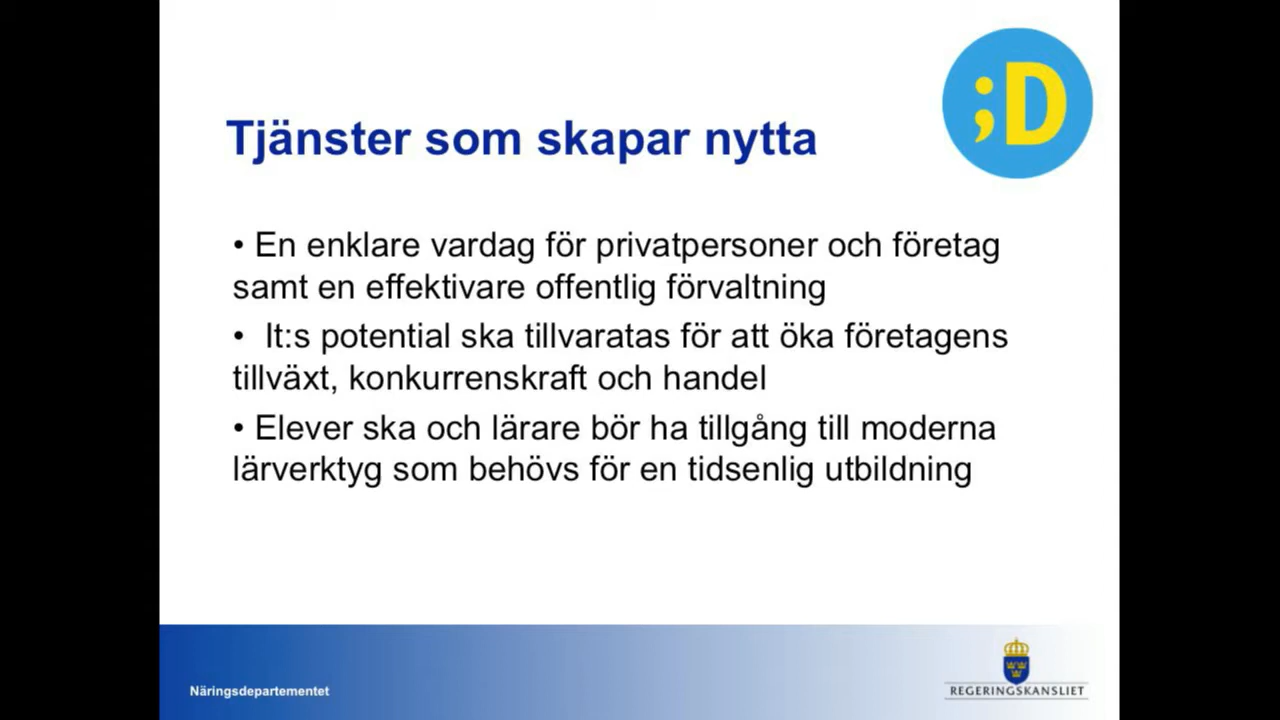 ;D
Tjänster som skapar nytta
• En enklare vardag för privatpersoner och företag
samt en effektivare offentlig förvaltning
• It:s potential ska tillvaratas för att öka företagens
tillväxt, konkurrenskraft och handel
• Elever ska och lärare bör ha tillgång till moderna
lärverktyg som behövs för en tidsenlig utbildning
Näringsdepartementet
REGERINGSKANSLIET